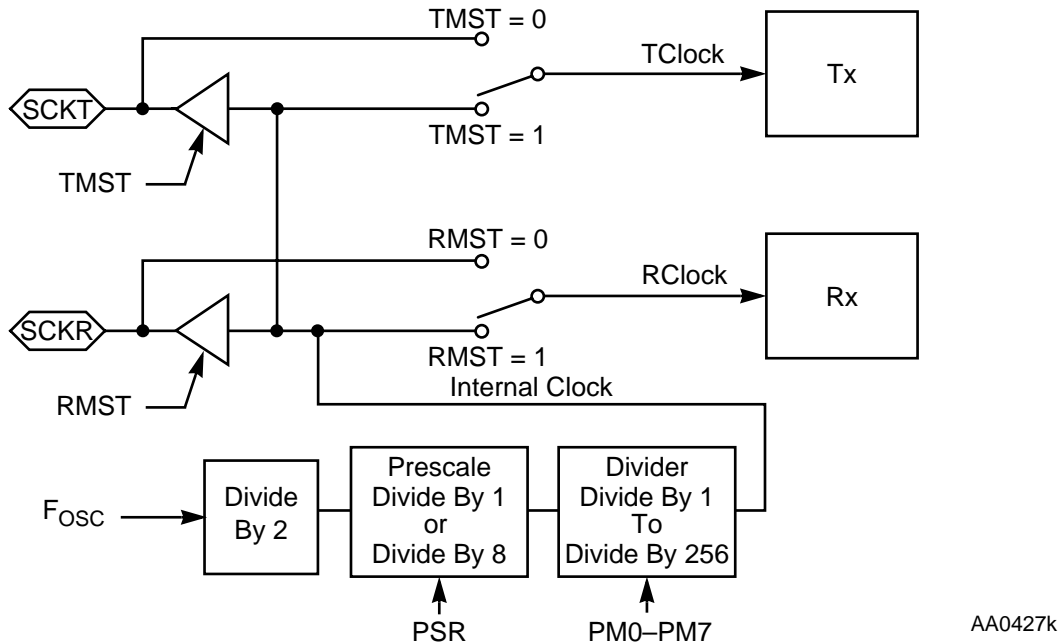 TMST = 0
TClock
Tx
SCKT
TMST = 1
TMST
RMST = 0
RClock
Rx
SCKR
RMST = 1
RMST
Internal Clock
FOSC
Divide
By 2
Prescale
Divide By 1
or
Divide By 8
Divider
Divide By 1
To
Divide By 256
PSR
PM0–PM7
AA0427k